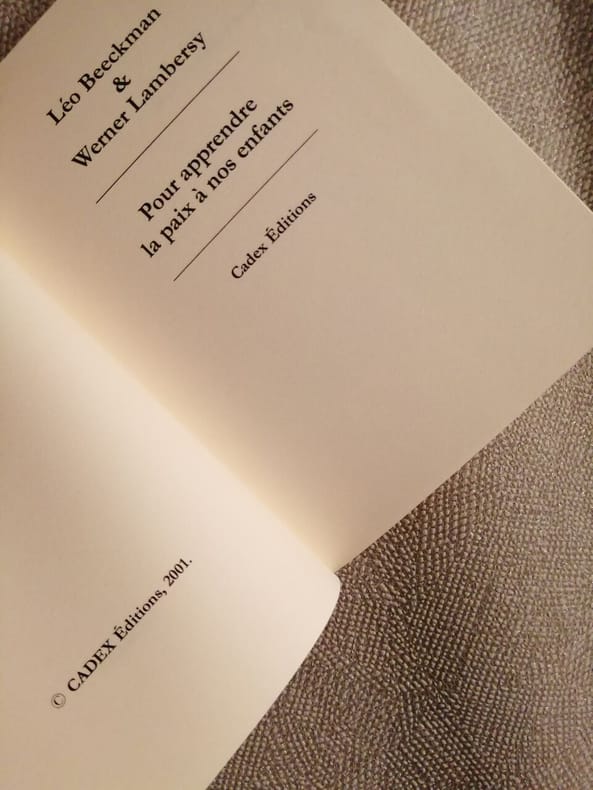 Léo Beeckman
&
Werner Lambersy
Pour apprendre
la paix à nos enfants
Cadex Éditions
© CADEX Éditions, 2001.